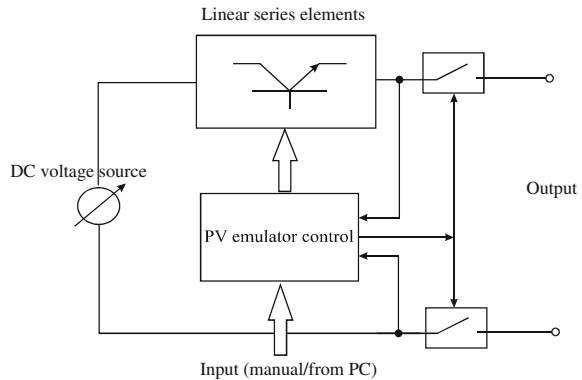 Linear series elements
DC voltage source
PV emulator control
Output
Input (manual/from PC)